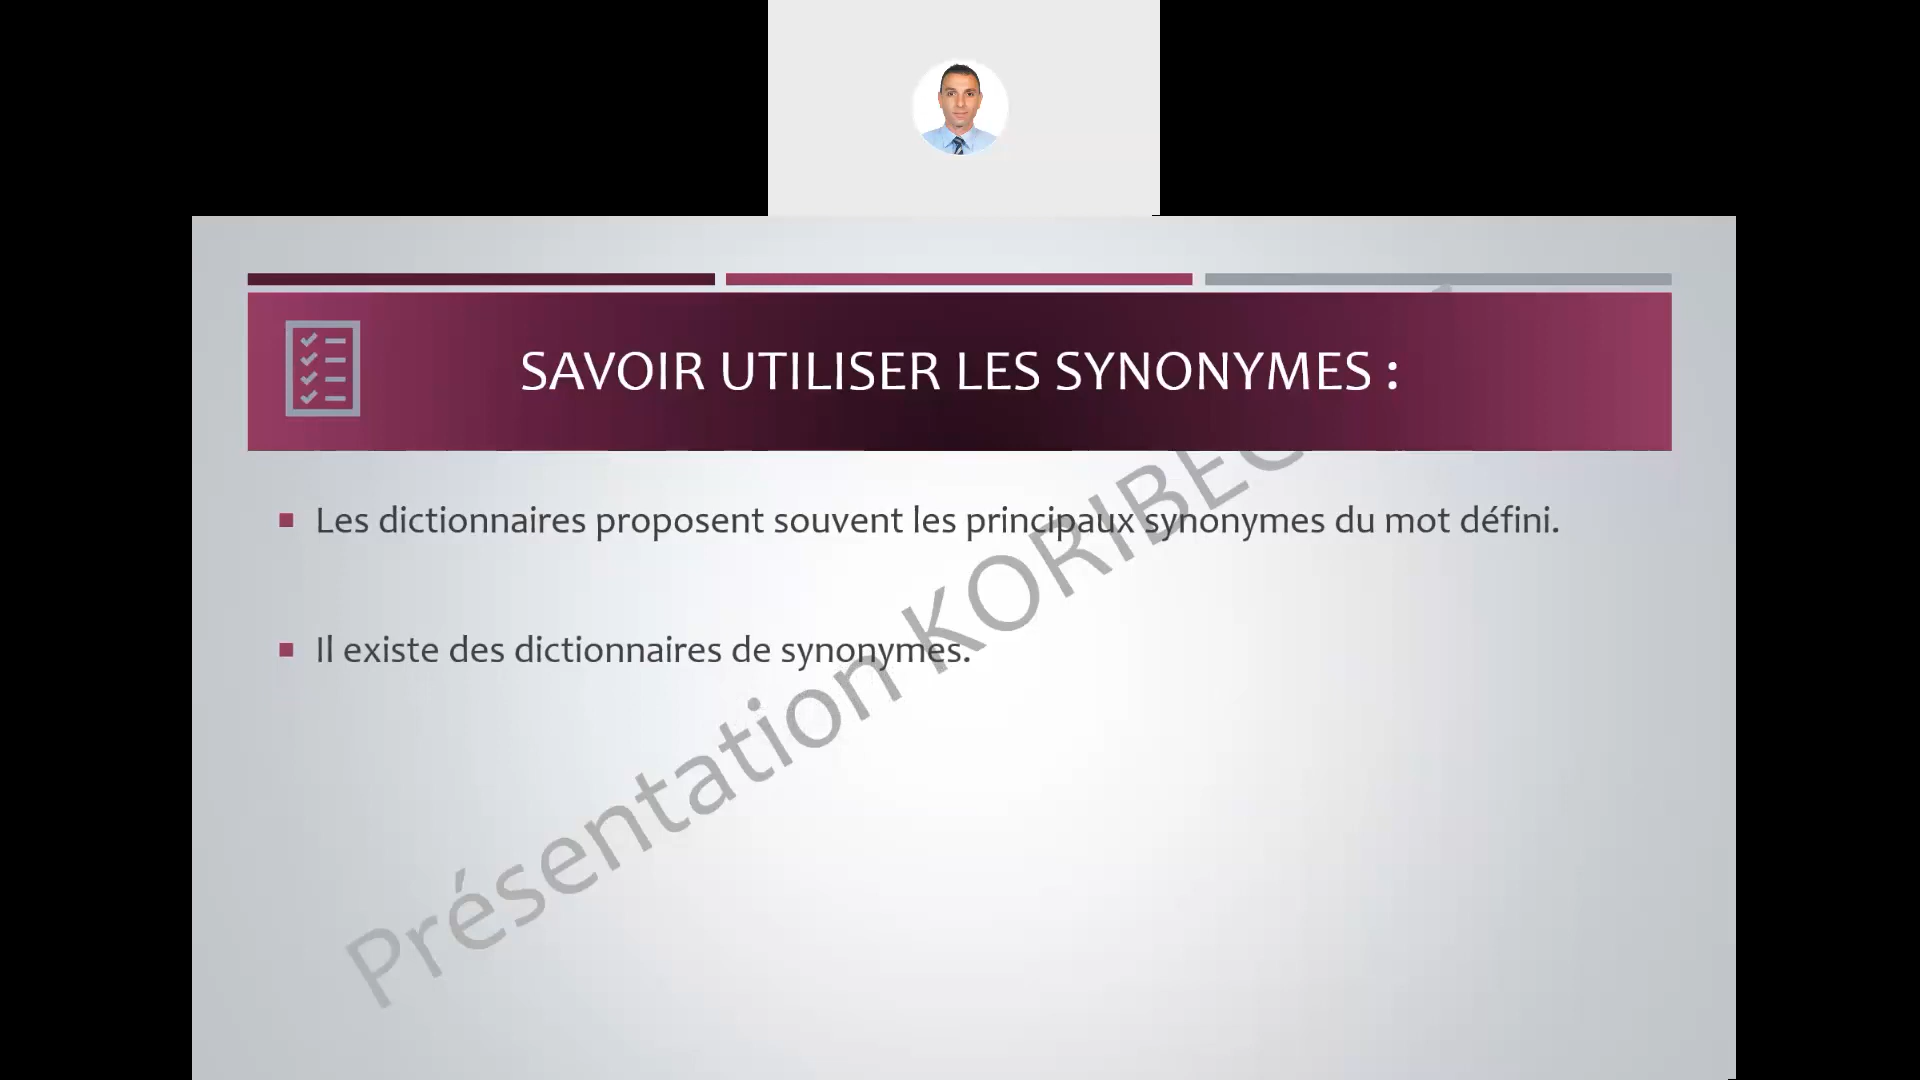 SAVOIR UTILISER LES SYNONYMES :
Les dictionnaires proposent souvent les principaux synonymes du mot défini.
Il existe des dictionnaires de synonymes.
Présentation